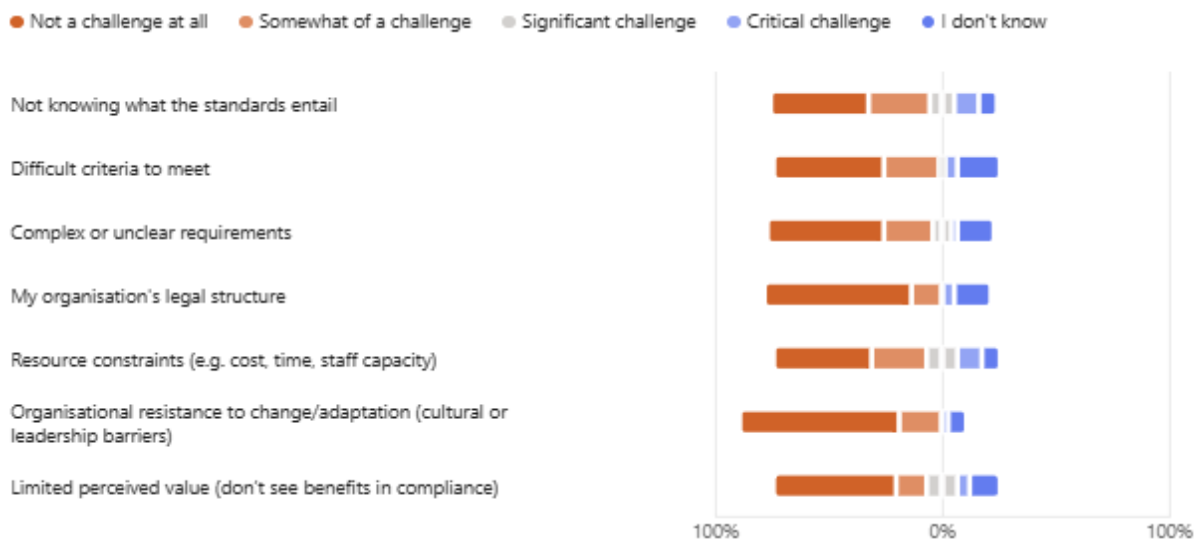 Not a challenge at all
Somewhat of a challenge
Significant challenge
Critical challenge
I don't know
Not knowing what the standards entail
Difficult criteria to meet
Complex or unclear requirements
My organisation's legal structure
Resource constraints (e.g. cost, time, staff capacity)
Organisational resistance to change/adaptation (cultural or
leadership barriers)
Limited perceived value (don't see benefits in compliance)
100%
0%
100%